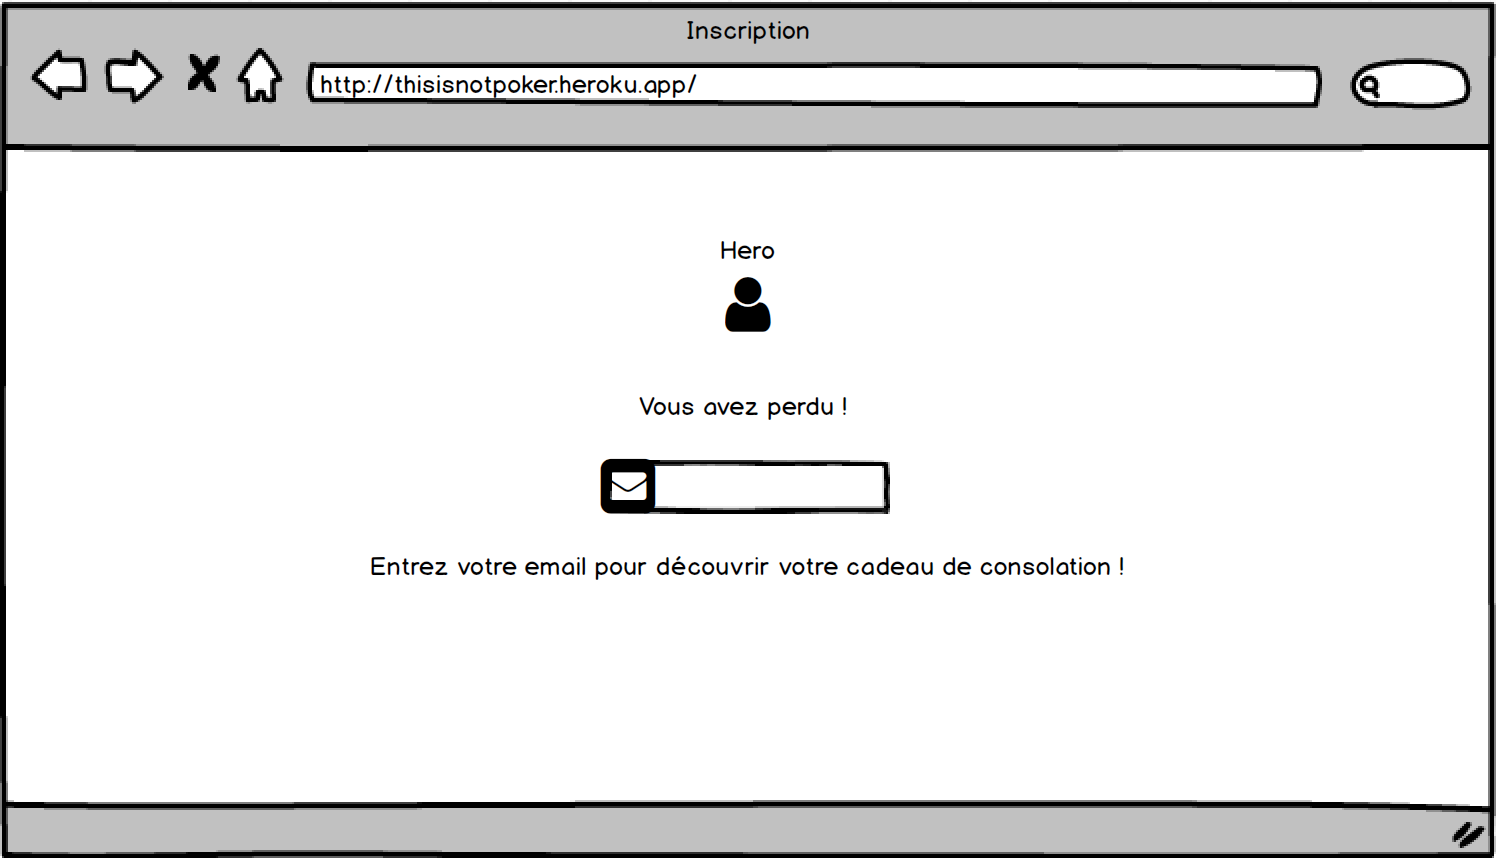 Inscription
http://thisisnotpoker.heroku.app/
Hero
Vous avez perdu !
Entrez votre email pour découvrir votre cadeau de consolation !